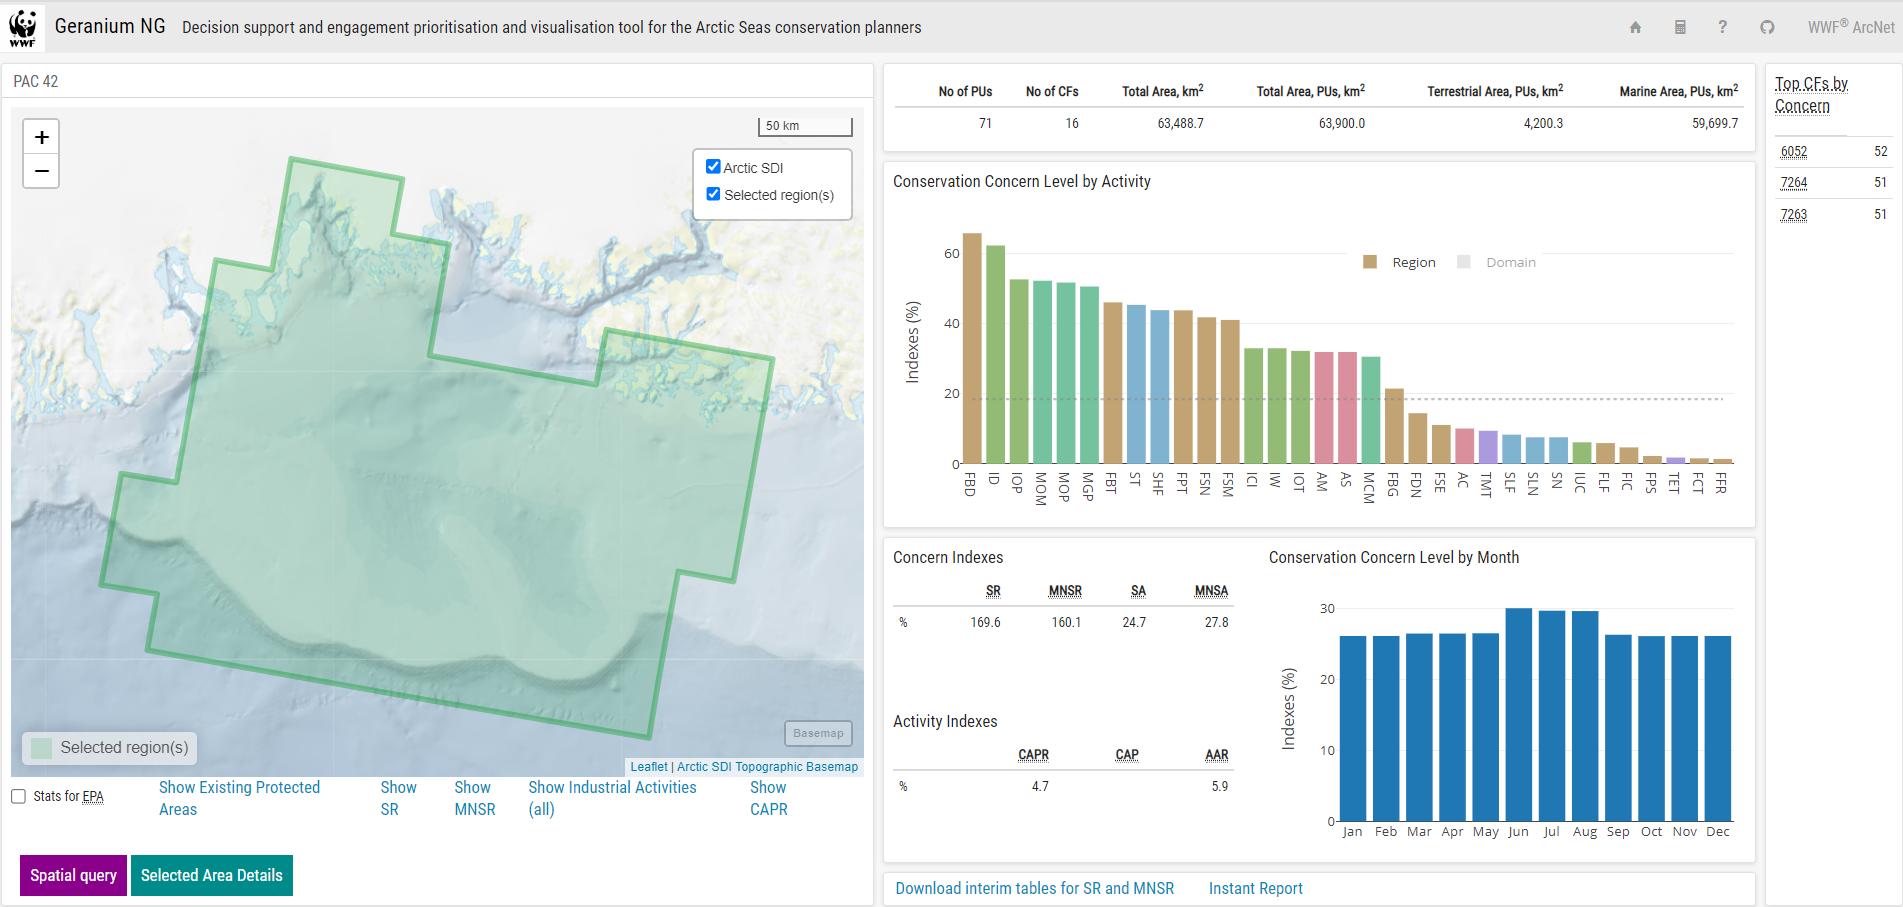 WWF
Geranium NG
Decision support and engagement prioritisation and visualisation tool for the Arctic Seas conservation planners
WWF® ArcNet
PAC 42
+
−
50 km
Arctic SDI
Selected region(s)
Selected region(s)
Basemap
Leaflet | Arctic SDI Topographic Basemap
Stats for EPA
Show Existing Protected
Areas
Show
SR
Show
MNSR
Show Industrial Activities
(all)
Show
CAPR
Spatial query
Selected Area Details
No of PUs No of CFs Total Area, km² Total Area, PUs, km² Terrestrial Area, PUs, km² Marine Area, PUs, km²
71 16 63,488.7 63,900.0 4,200.3 59,699.7
Conservation Concern Level by Activity
Region Domain
Indexes (%)
60
40
20
0
FBD ID IOP MOM MOP MGP FBT ST SHF FPT FSN FSM ICI IW IOT AM AS MCM FBG FDN FSE AC TMT SLF SLN SN IUC FLF FIC FPS TET FCT FFR
Concern Indexes
SR MNSR SA MNSA
% 169.6 160.1 24.7 27.8
Activity Indexes
CAPR CAP AAR
% 4.7 5.9
Conservation Concern Level by Month
Indexes (%)
30
20
10
0
Jan Feb Mar Apr May Jun Jul Aug Sep Oct Nov Dec
Download interim tables for SR and MNSR
Instant Report
Top CFs by
Concern
6052 52
7264 51
7263 51